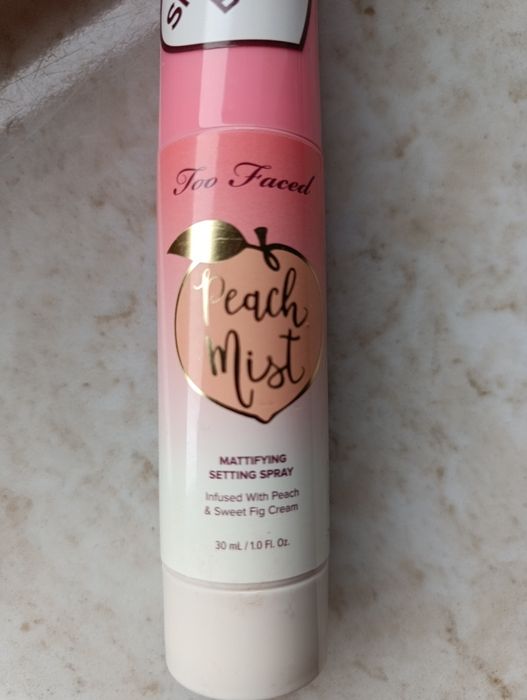 Too Faced
Peach
Mist
MATTIFYING
SETTING SPRAY
Infused With Peach
& Sweet Fig Cream
30 mL / 1.0 Fl. Oz.